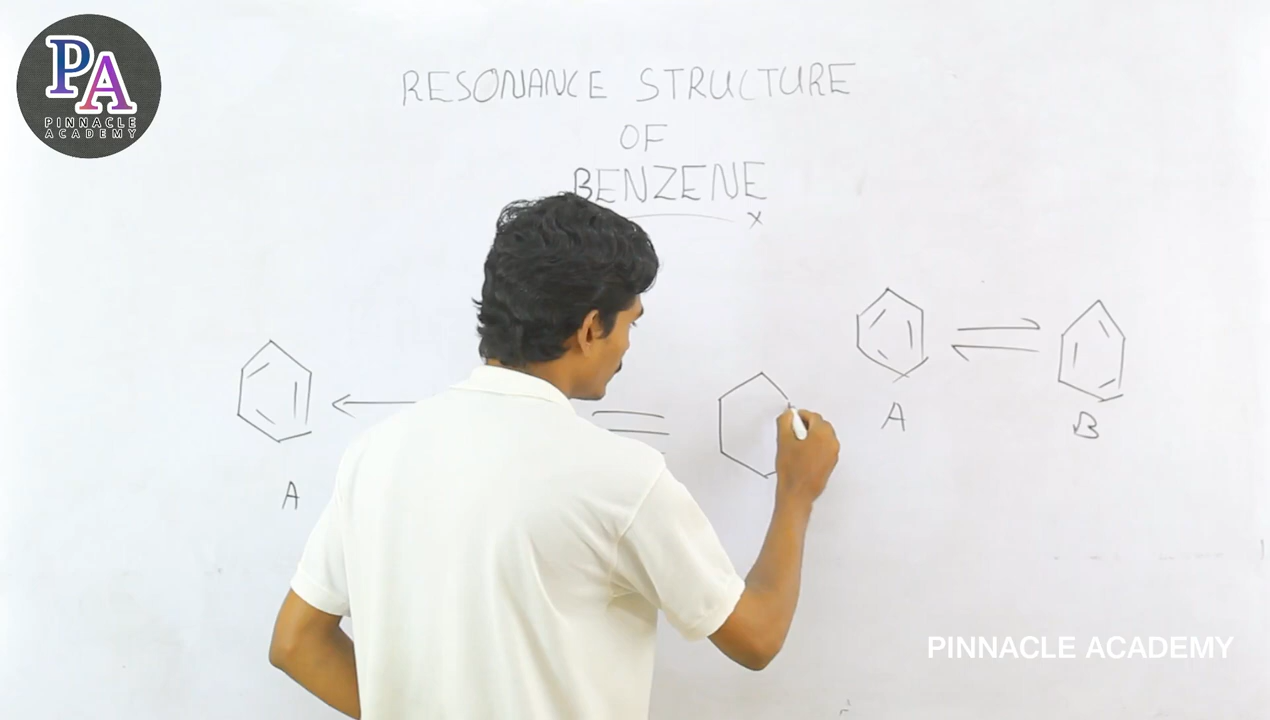 PA
PINNACLE
ACADEMY
RESONANCE STRUCTURE
OF
BENZENE
x
A
A
B
PINNACLE ACADEMY